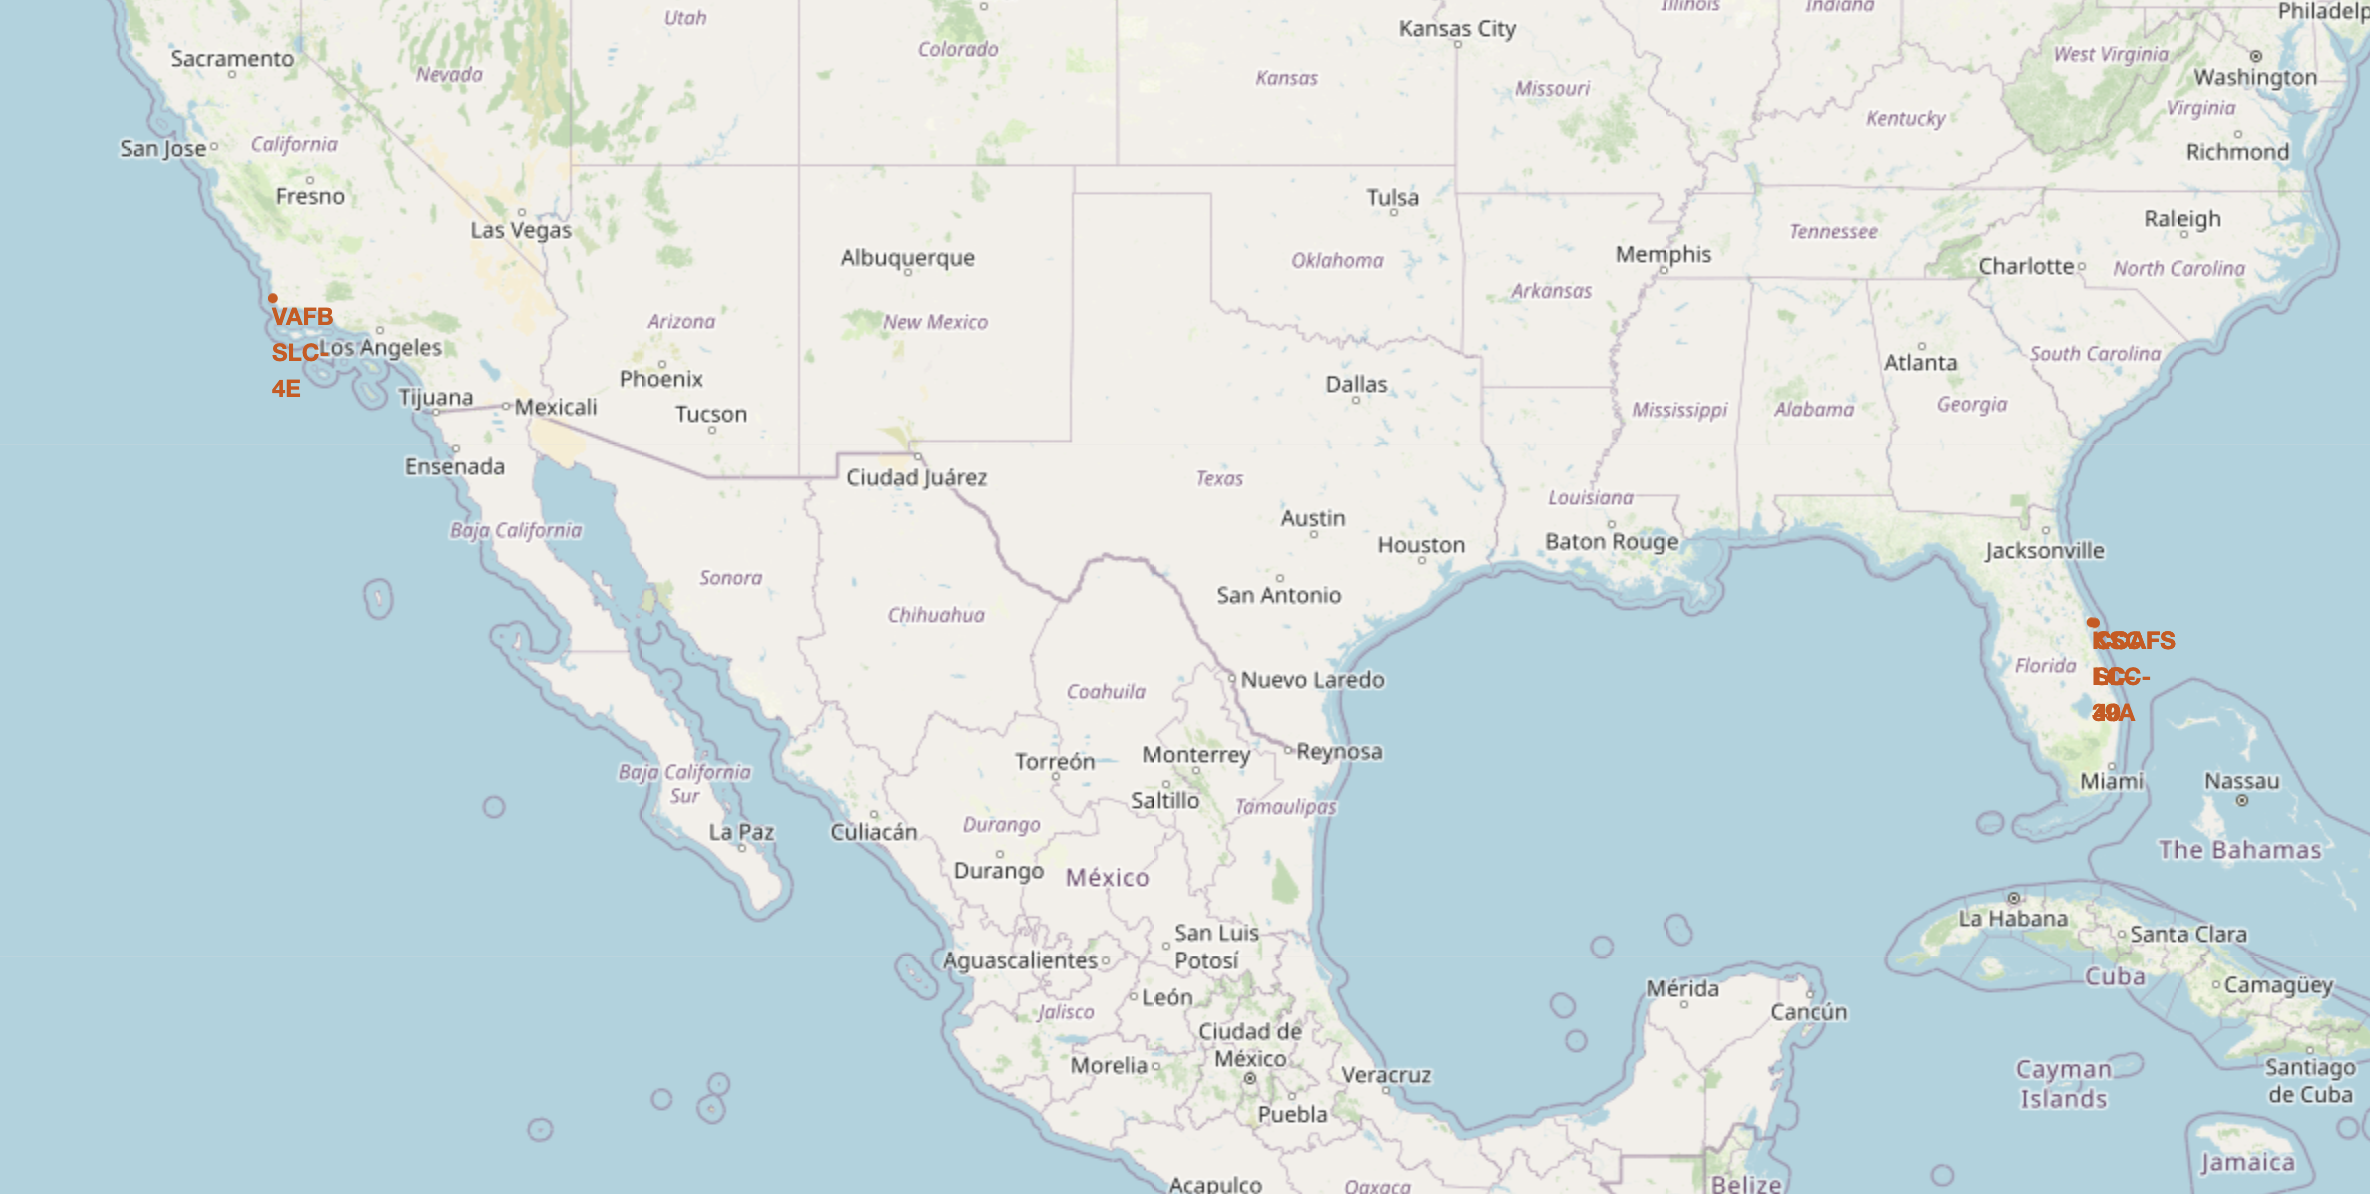 Utah
Colorado
Kansas City
Illinois
Indiana
Philadelp
Sacramento
Nevada
Kansas
Missouri
West Virginia
Washington
Virginia
Kentucky
San Jose
California
Richmond
Fresno
Las Vegas
Tulsa
Raleigh
Tennessee
Albuquerque
Oklahoma
Memphis
Charlotte
North Carolina
Arkansas
VAFB
SLC-
4E
Los Angeles
Arizona
New Mexico
South Carolina
Atlanta
Phoenix
Dallas
Tijuana
Mexicali
Tucson
Mississippi
Alabama
Georgia
Ensenada
Ciudad Juárez
Texas
Louisiana
Baja California
Austin
Houston
Baton Rouge
Jacksonville
Sonora
San Antonio
Chihuahua
Florida
Nuevo Laredo
Coahuila
Torreón
Monterrey
Reynosa
Baja California
Sur
Saltillo
Tamaulipas
Miami
Nassau
La Paz
Culiacán
Durango
Durango
México
The Bahamas
La Habana
Santa Clara
San Luis
Potosí
Aguascalientes
Cuba
Camagüey
León
Mérida
Cancún
Jalisco
Ciudad de
México
Morelia
Veracruz
Cayman
Islands
Santiago
de Cuba
Puebla
Acapulco
Oaxaca
Belize
Jamaica